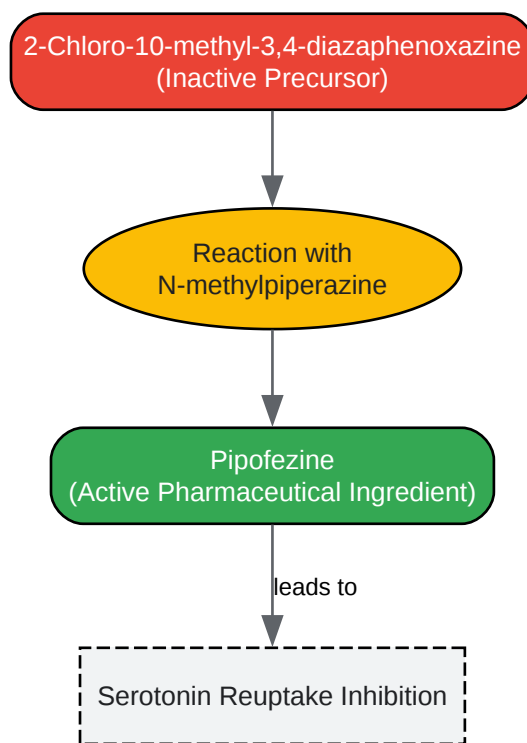 2-Chloro-10-methyl-3,4-diazaphenoxazine
(Inactive Precursor)
Reaction with
N-methylpiperazine
Pipofezine
(Active Pharmaceutical Ingredient)
leads to
Serotonin Reuptake Inhibition